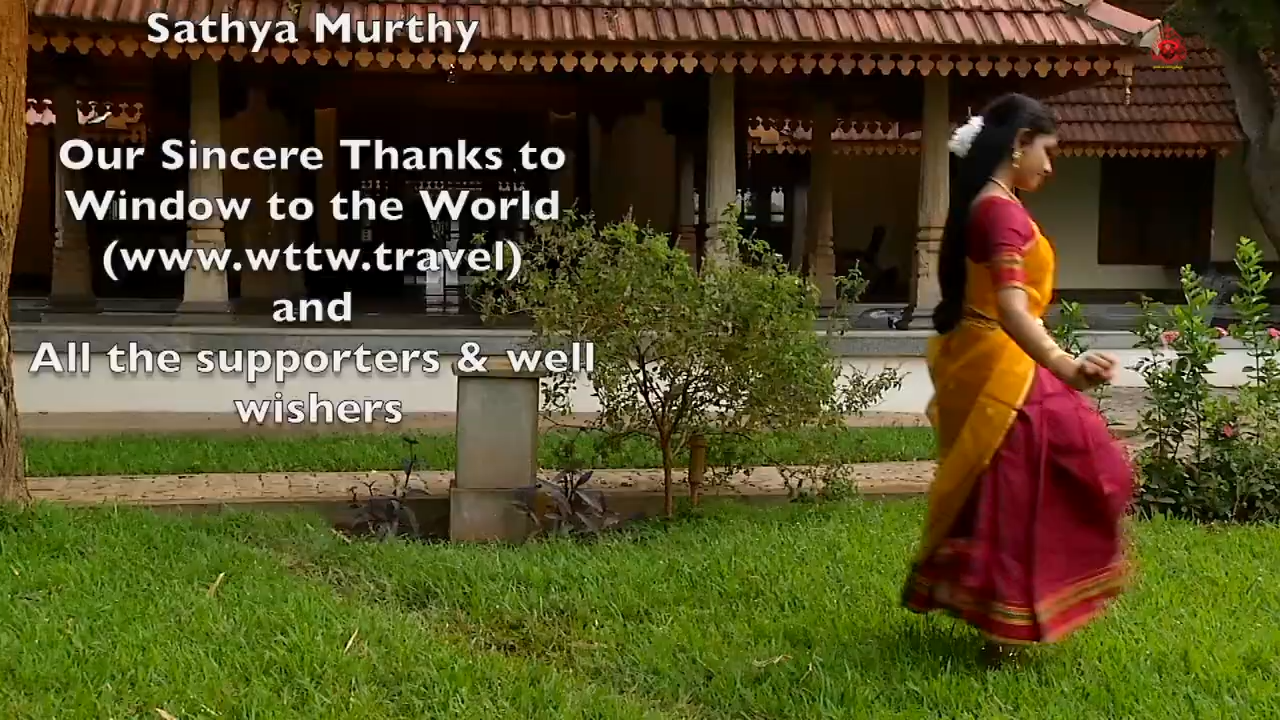 Sathya Murthy
Our Sincere Thanks to
Window to the World
(www.wttw.travel)
and
All the supporters & well
wishers